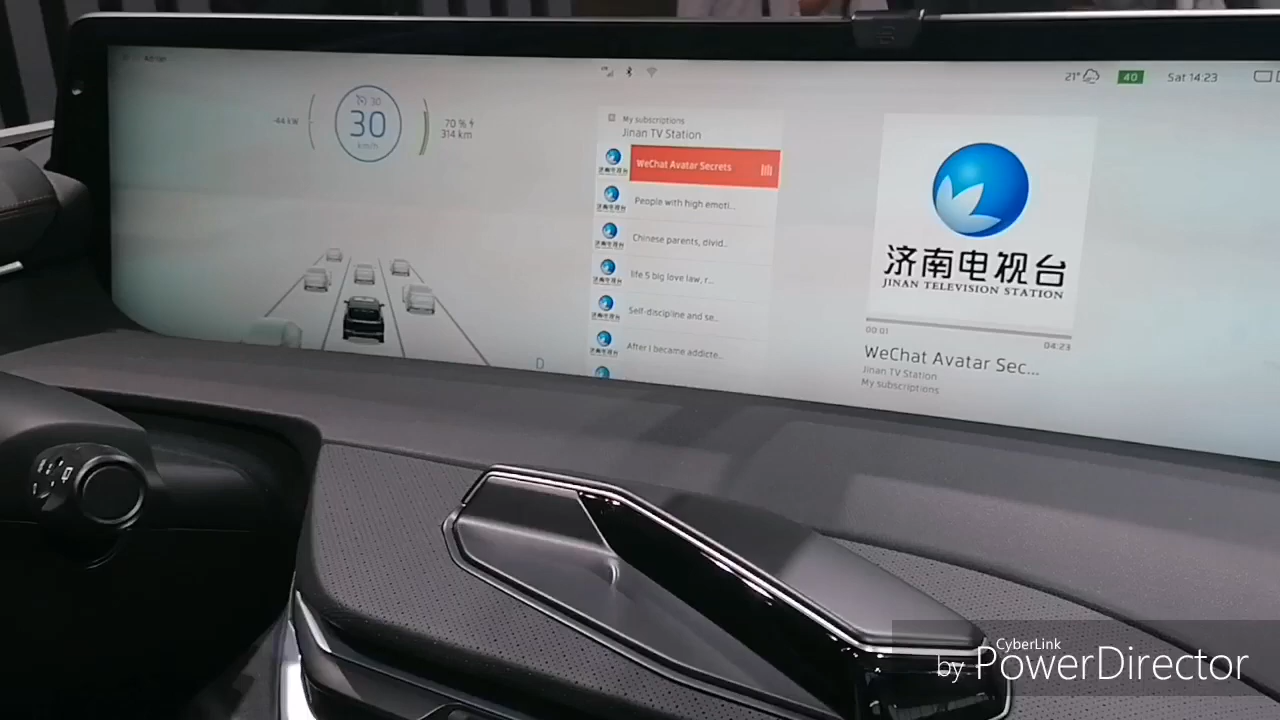 21°
40
Sat 14:23
30
30
km/h
-44 kW
70 %
314 km
D
My subscriptions
Jinan TV Station
WeChat Avatar Secrets
People with high emoti...
Chinese parents, divid..
life 5 big love law, r...
Self-discipline and se..
After I became addicte..
济南电视台
JINAN TELEVISION STATION
00:01
04:23
WeChat Avatar Sec...
Jinan TV Station
My subscriptions
CyberLink
by PowerDirector